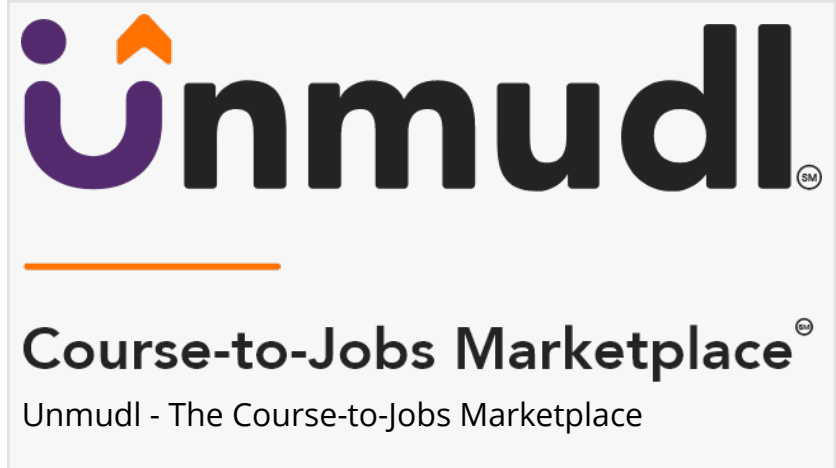 Unmudl SM
Course-to-Jobs Marketplace SM
Unmudl - The Course-to-Jobs Marketplace